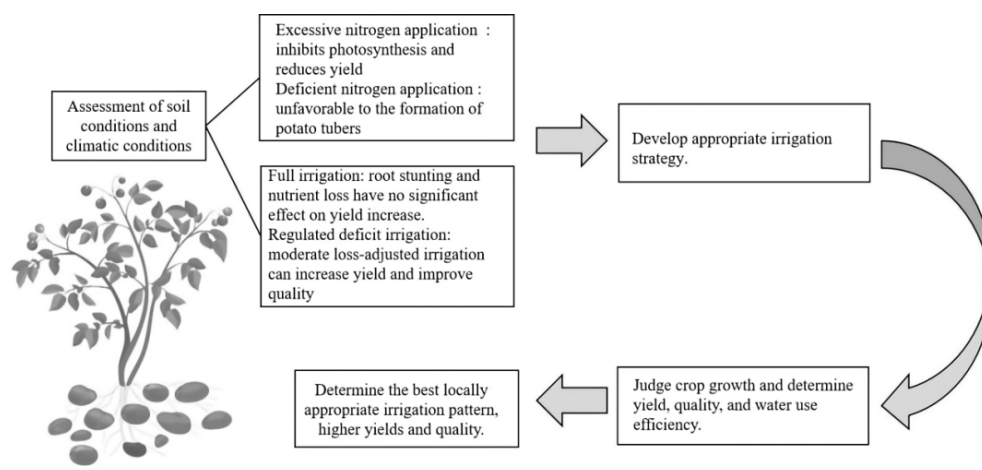 Assessment of soil
conditions and
climatic conditions
Excessive nitrogen application :
inhibits photosynthesis and
reduces yield
Deficient nitrogen application :
unfavorable to the formation of
potato tubers
Full irrigation: root stunting and
nutrient loss have no significant
effect on yield increase.
Regulated deficit irrigation:
moderate loss-adjusted irrigation
can increase yield and improve
quality
Develop appropriate irrigation
strategy.
Judge crop growth and determine
yield, quality, and water use
efficiency.
Determine the best locally
appropriate irrigation pattern,
higher yields and quality.